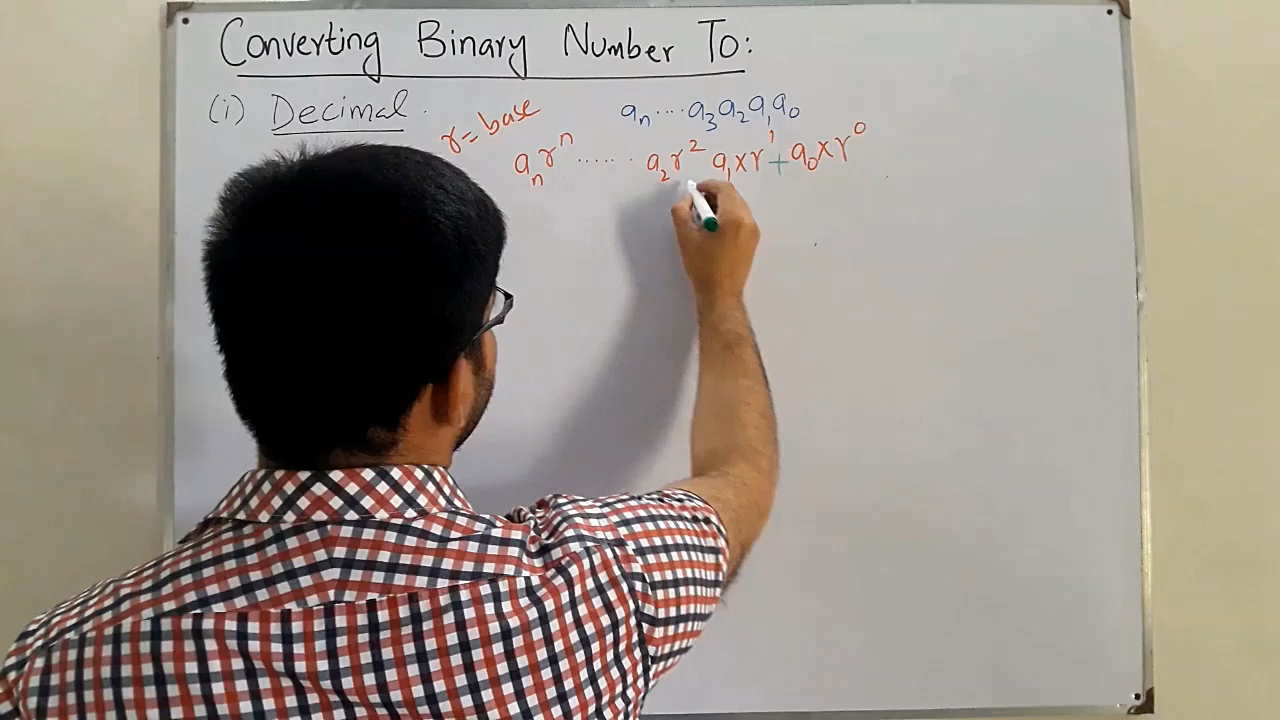 Converting Binary Number To:
(i) Decimal.
r = base
aₙ .... a₃a₂a₁a₀
aₙrⁿ ...... a₂r² a₁×r¹ + a₀×r⁰